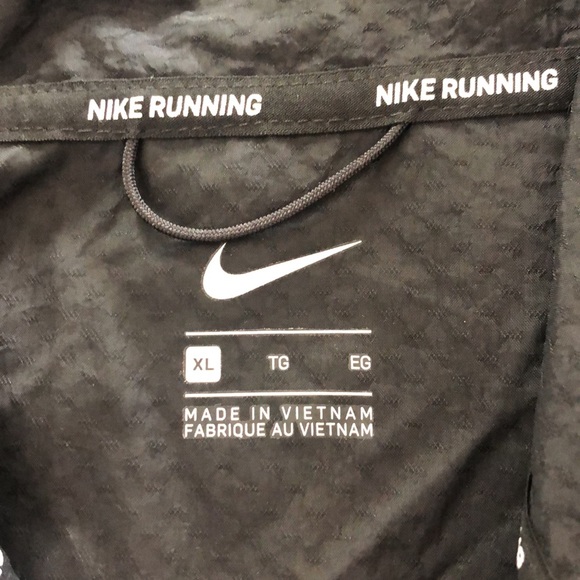 NIKE RUNNING NIKE RUNNING
XL TG EG
MADE IN VIETNAM
FABRIQUE AU VIETNAM